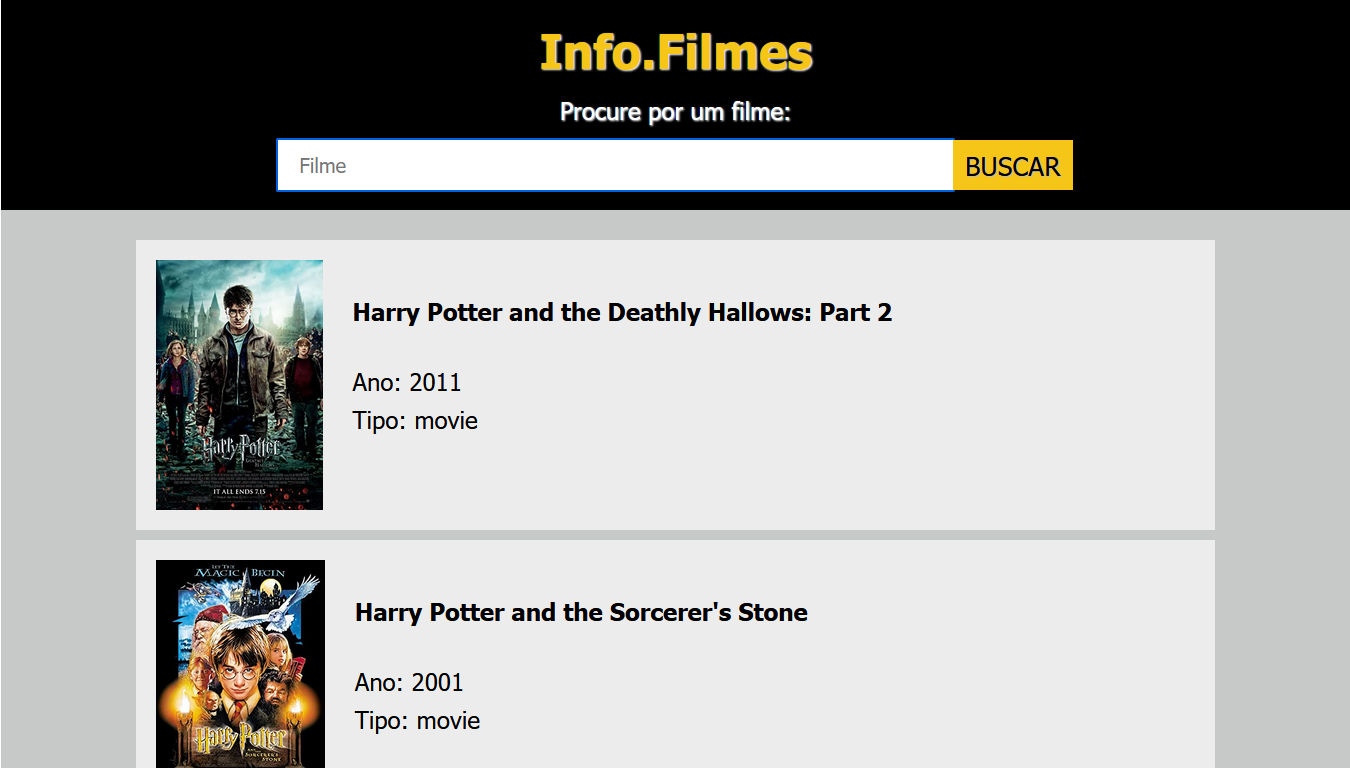 Info.Filmes
Procure por um filme:
Filme
BUSCAR
Harry Potter and the Deathly Hallows: Part 2
Ano: 2011
Tipo: movie
Harry Potter
IT ALL ENDS 7.15
LET THE
MAGIC BEGIN
Harry Potter and the Sorcerer's Stone
Ano: 2001
Tipo: movie
Harry Potter
AND THE
SORCERER'S STONE